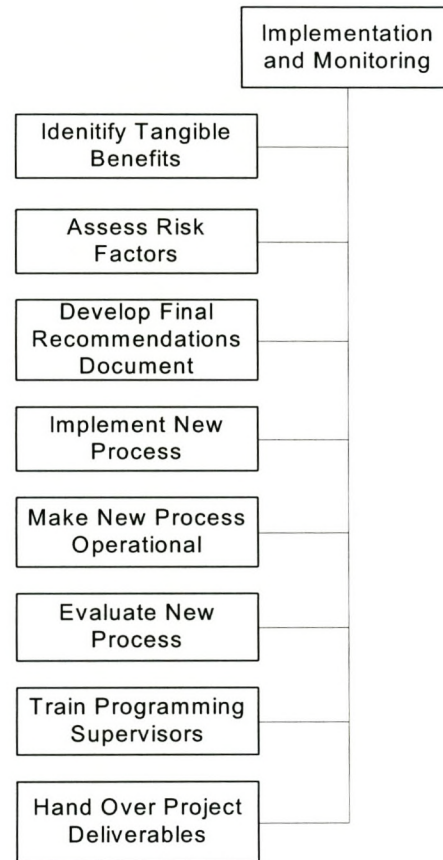 Implementation
and Monitoring
Idenitify Tangible
Benefits
Assess Risk
Factors
Develop Final
Recommendations
Document
Implement New
Process
Make New Process
Operational
Evaluate New
Process
Train Programming
Supervisors
Hand Over Project
Deliverables